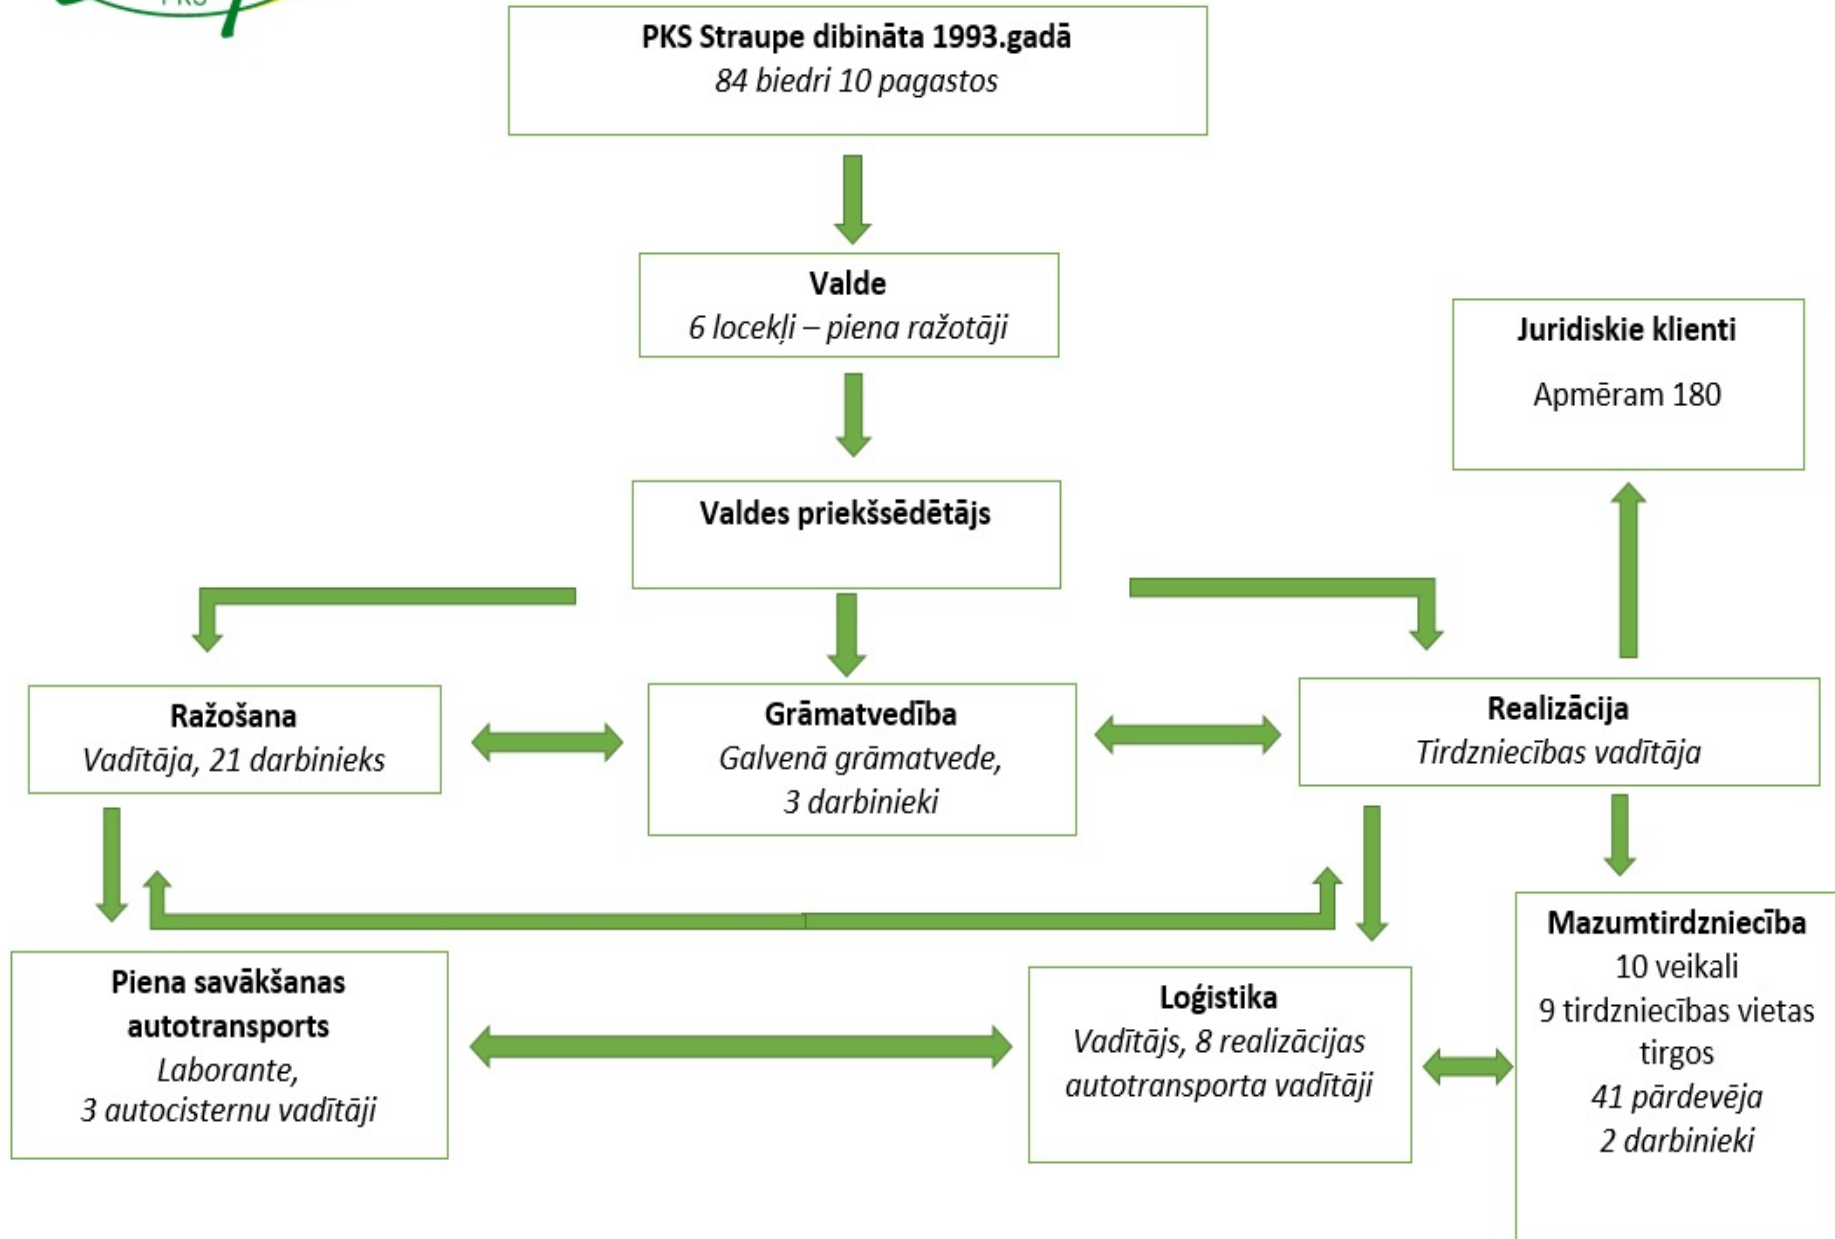 PKS
PKS Straupe dibināta 1993.gadā
84 biedri 10 pagastos
Valde
6 locekļi – piena ražotāji
Juridiskie klienti
Apmēram 180
Valdes priekšsēdētājs
Ražošana
Vadītāja, 21 darbinieks
Grāmatvedība
Galvenā grāmatvede,
3 darbinieki
Realizācija
Tirdzniecības vadītāja
Piena savākšanas
autotransports
Laborante,
3 autocisternu vadītāji
Loģistika
Vadītājs, 8 realizācijas
autotransporta vadītāji
Mazumtirdzniecība
10 veikali
9 tirdzniecības vietas
tirgos
41 pārdevēja
2 darbinieki